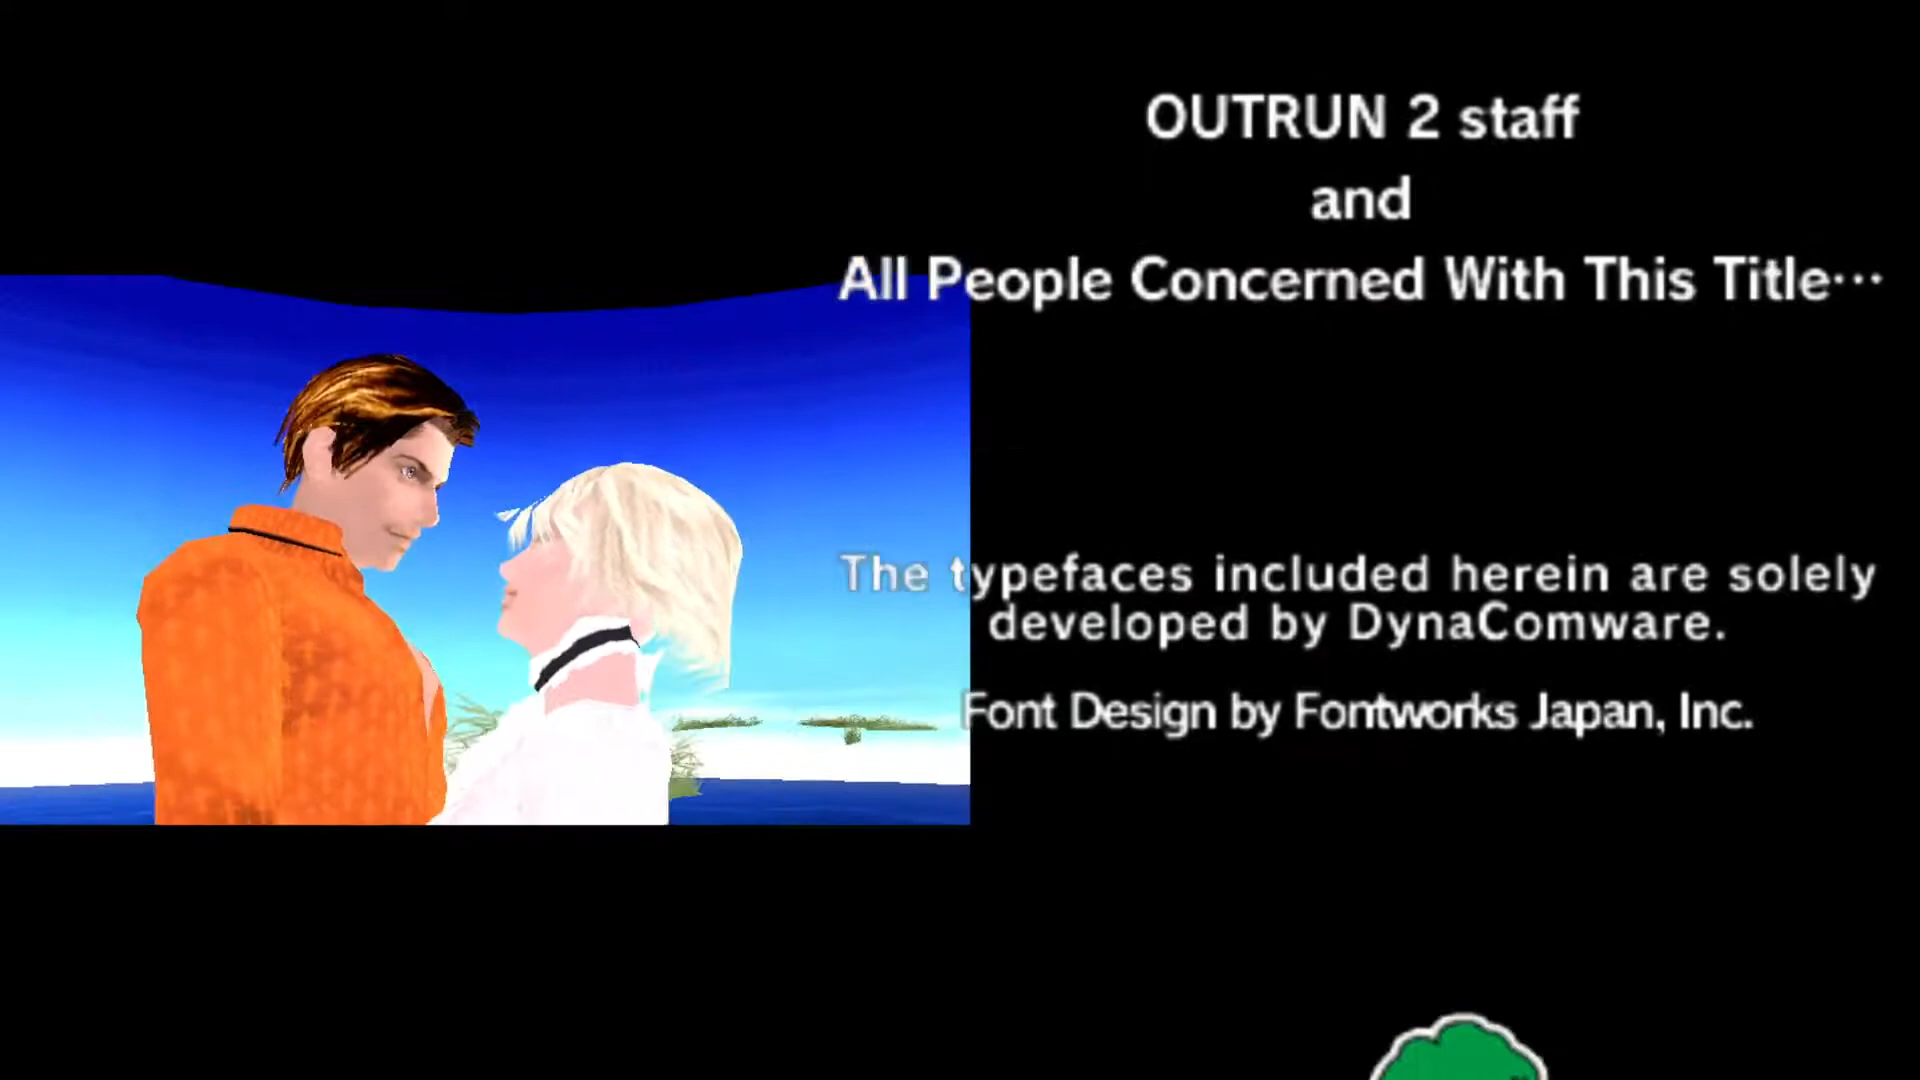 OUTRUN 2 staff
and
All People Concerned With This Title…
The typefaces included herein are solely
developed by DynaComware.
Font Design by Fontworks Japan, Inc.